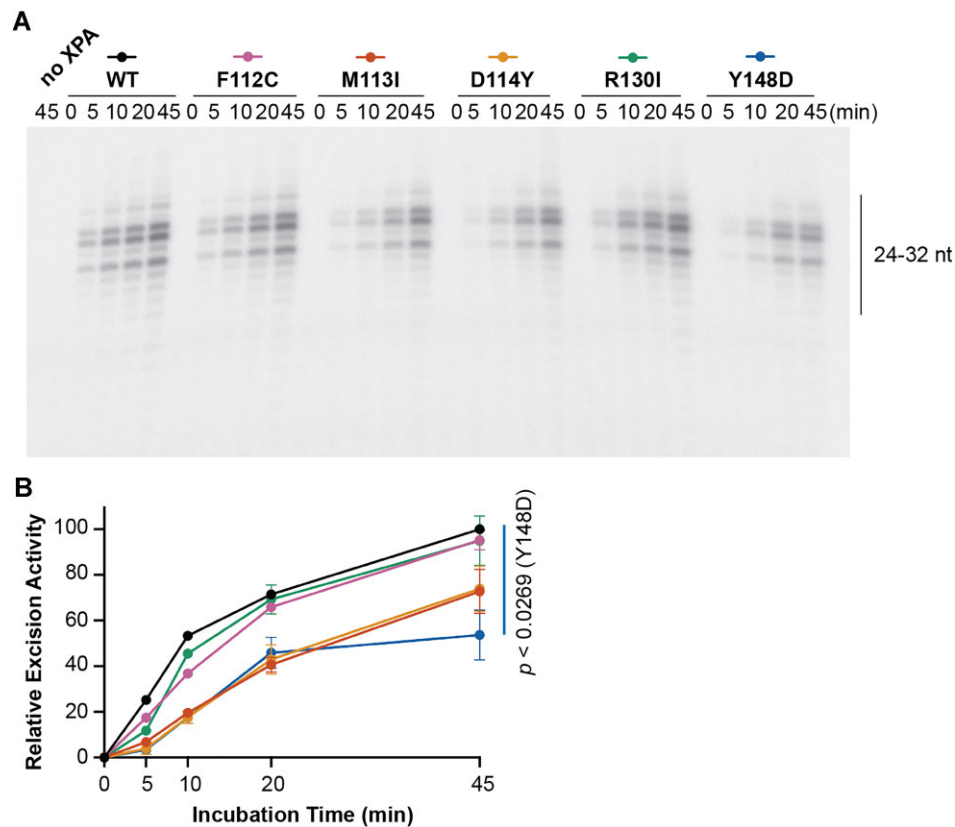 A
no XPA WT F112C M113I D114Y R130I Y148D
45 0 5 10 20 45 0 5 10 20 45 0 5 10 20 45 0 5 10 20 45 0 5 10 20 45 0 5 10 20 45 (min)
24-32 nt
B
Relative Excision Activity
100
80
60
40
20
0
0 5 10 20 45
Incubation Time (min)
p < 0.0269 (Y148D)